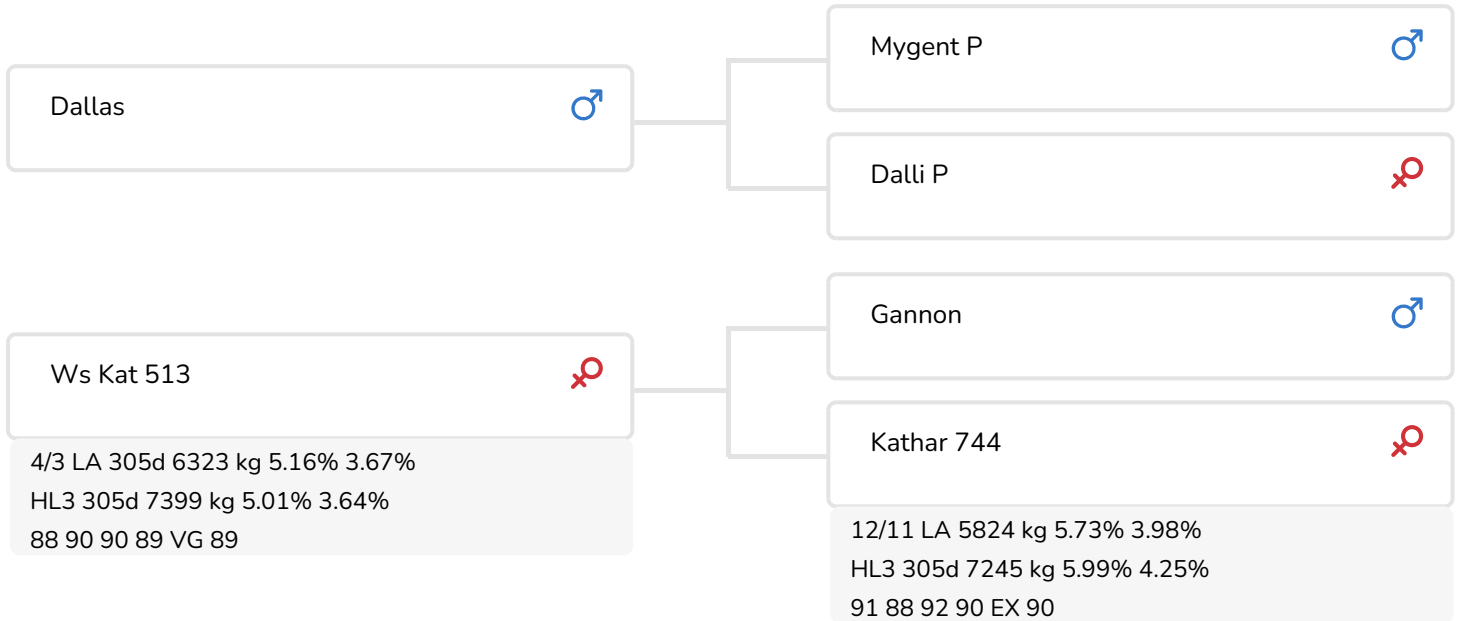 Mygent P
Dallas
Dalli P
Gannon
Ws Kat 513
4/3 LA 305d 6323 kg 5.16% 3.67%
HL3 305d 7399 kg 5.01% 3.64%
88 90 90 89 VG 89
Kathar 744
12/11 LA 5824 kg 5.73% 3.98%
HL3 305d 7245 kg 5.99% 4.25%
91 88 92 90 EX 90